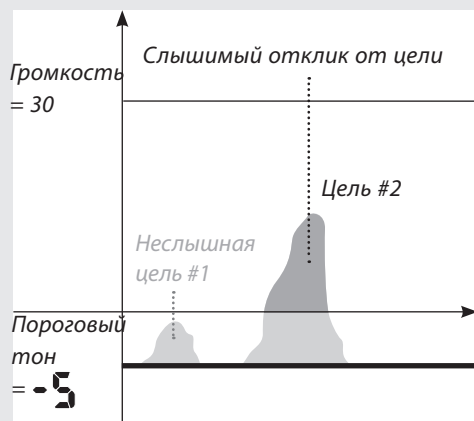 Слышимый отклик от цели
Громкость
= 30
Цель #2
Неслышная
цель #1
Пороговый
тон
= -5